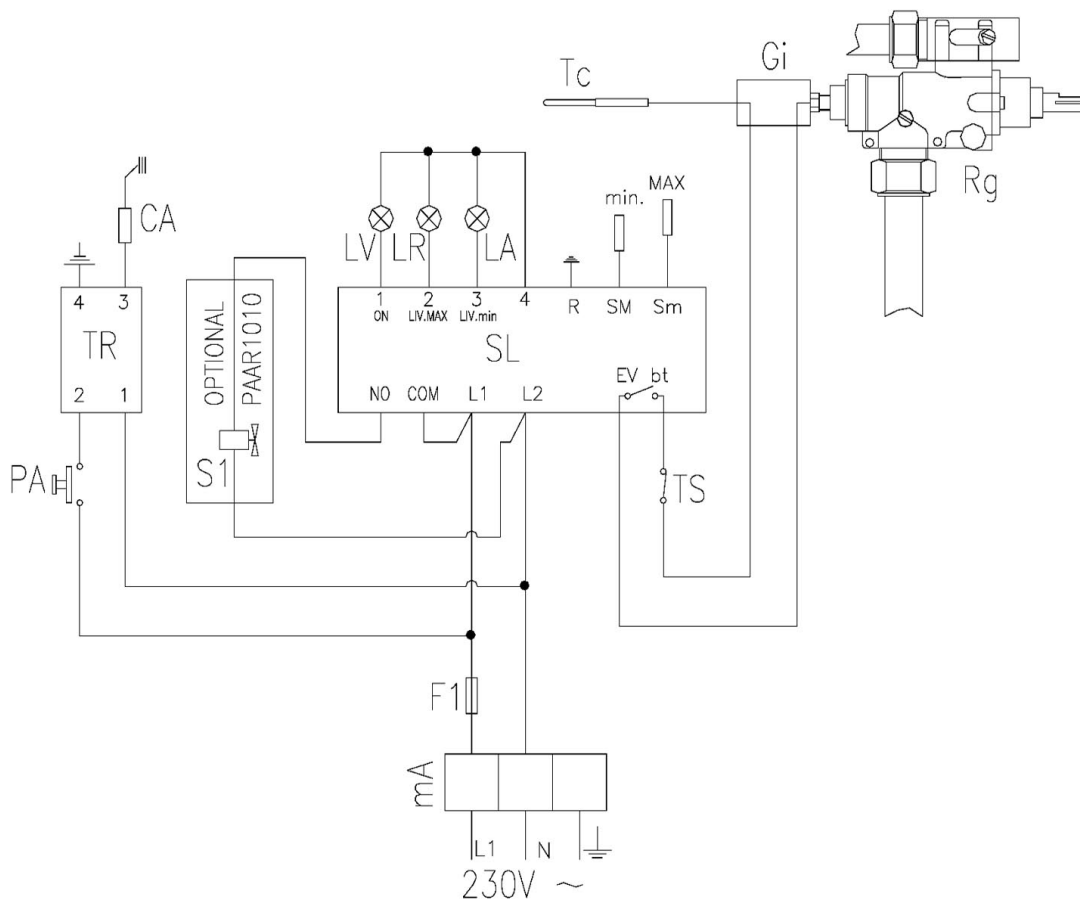 Gi
Tc
Rg
min.
MAX
CA
LV LR LA
4 3
TR
2 1
OPTIONAL
PAAR1010
S1
1 2 3 4 R SM Sm
ON LIV.MAX LIV.min
SL
EV bt
NO COM L1 L2
PA
TS
F1
mA
L1 N
230V ~